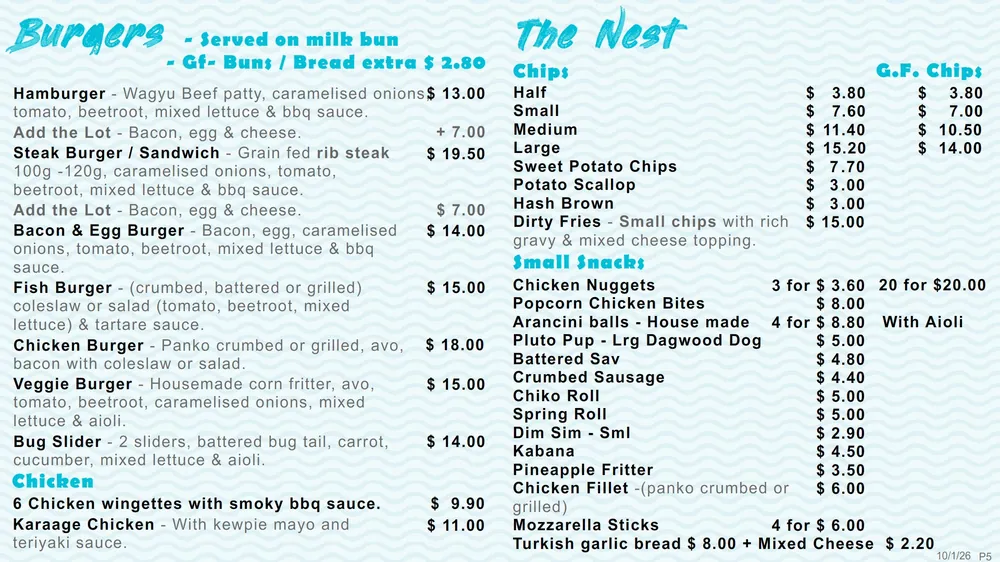 Burgers - Served on milk bun
- Gf- Buns / Bread extra $ 2.80
Hamburger - Wagyu Beef patty, caramelised onions $ 13.00
tomato, beetroot, mixed lettuce & bbq sauce.
Add the Lot - Bacon, egg & cheese. + 7.00
Steak Burger / Sandwich - Grain fed rib steak $ 19.50
100g -120g, caramelised onions, tomato,
beetroot, mixed lettuce & bbq sauce.
Add the Lot - Bacon, egg & cheese. $ 7.00
Bacon & Egg Burger - Bacon, egg, caramelised $ 14.00
onions, tomato, beetroot, mixed lettuce & bbq
sauce.
Fish Burger - (crumbed, battered or grilled) $ 15.00
coleslaw or salad (tomato, beetroot, mixed
lettuce) & tartare sauce.
Chicken Burger - Panko crumbed or grilled, avo, $ 18.00
bacon with coleslaw or salad.
Veggie Burger - Housemade corn fritter, avo, $ 15.00
tomato, beetroot, caramelised onions, mixed
lettuce & aioli.
Bug Slider - 2 sliders, battered bug tail, carrot, $ 14.00
cucumber, mixed lettuce & aioli.
Chicken
6 Chicken wingettes with smoky bbq sauce. $ 9.90
Karaage Chicken - With kewpie mayo and $ 11.00
teriyaki sauce.
The Nest
Chips G.F. Chips
Half $ 3.80 $ 3.80
Small $ 7.60 $ 7.00
Medium $ 11.40 $ 10.50
Large $ 15.20 $ 14.00
Sweet Potato Chips $ 7.70
Potato Scallop $ 3.00
Hash Brown $ 3.00
Dirty Fries - Small chips with rich $ 15.00
gravy & mixed cheese topping.
Small Snacks
Chicken Nuggets 3 for $ 3.60 20 for $20.00
Popcorn Chicken Bites $ 8.00
Arancini balls - House made 4 for $ 8.80 With Aioli
Pluto Pup - Lrg Dagwood Dog $ 5.00
Battered Sav $ 4.80
Crumbed Sausage $ 4.40
Chiko Roll $ 5.00
Spring Roll $ 5.00
Dim Sim - Sml $ 2.90
Kabana $ 4.50
Pineapple Fritter $ 3.50
Chicken Fillet -(panko crumbed or $ 6.00
grilled)
Mozzarella Sticks 4 for $ 6.00
Turkish garlic bread $ 8.00 + Mixed Cheese $ 2.20
10/1/26 P5